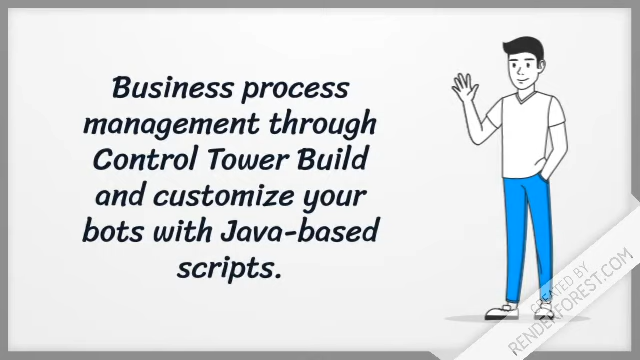 Business process
management through
Control Tower Build
and customize your
bots with Java-based
scripts.
CREATED BY
RENDERFOREST.COM